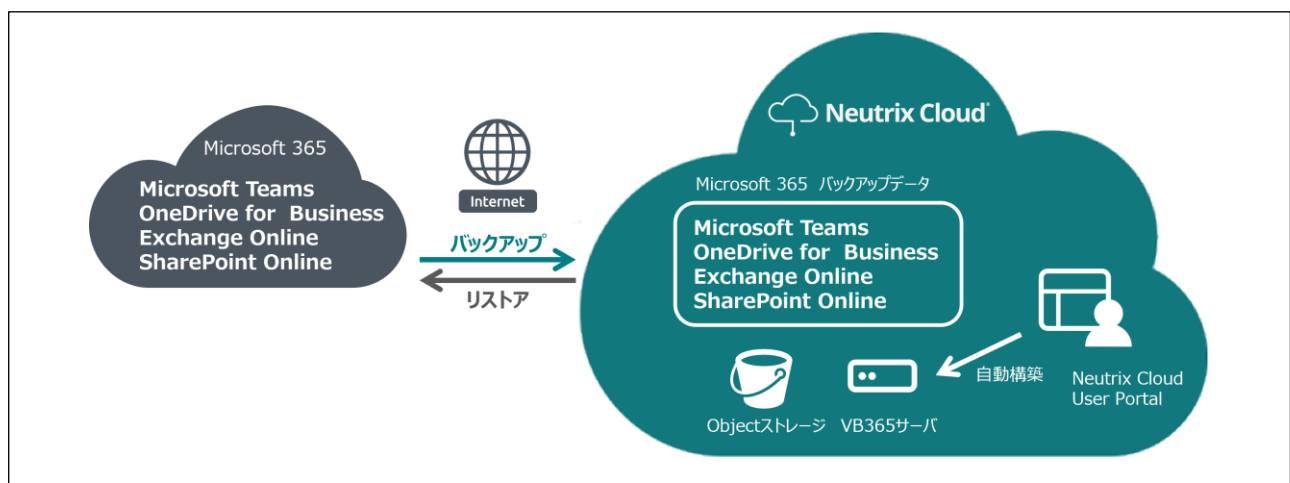 Microsoft 365
Microsoft Teams
OneDrive for Business
Exchange Online
SharePoint Online
Internet
バックアップ
リストア
Neutrix Cloud®
Microsoft 365 バックアップデータ
Microsoft Teams
OneDrive for Business
Exchange Online
SharePoint Online
自動構築
Neutrix Cloud
User Portal
Objectストレージ
VB365サーバ